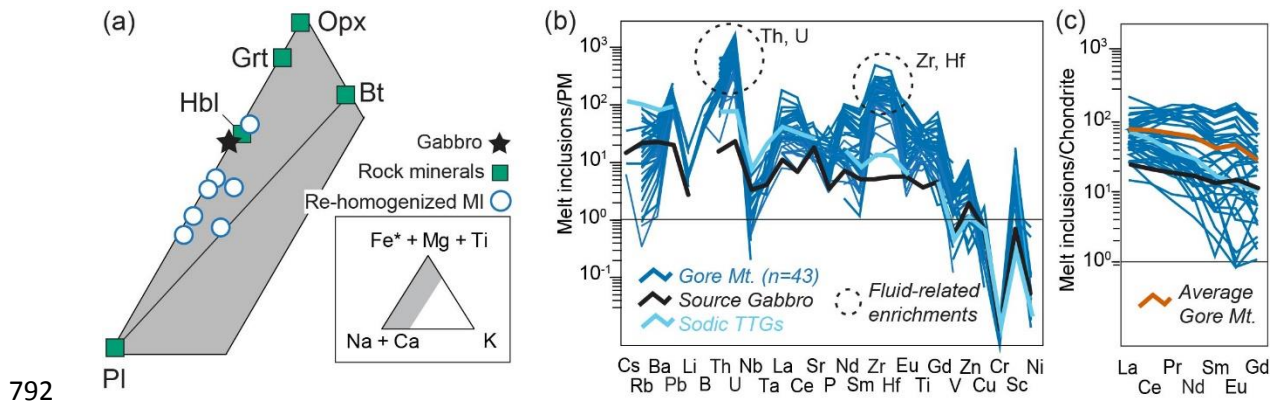 (a)
Opx
Grt
Hbl
Bt
Gabbro
Rock minerals
Re-homogenized MI
Fe* + Mg + Ti
Na + Ca
K
Pl
792
(b)
Melt inclusions/PM
10³
10²
10¹
10⁰
10⁻¹
Th, U
Zr, Hf
Gore Mt. (n=43)
Source Gabbro
Sodic TTGs
Fluid-related
enrichments
Cs Ba Li Th Nb La Sr Nd Zr Eu Gd Zn Cr Ni
Rb Pb B U Ta Ce P Sm Hf Ti V Cu Sc
(c)
Melt inclusions/Chondrite
10³
10²
10¹
10⁰
Average
Gore Mt.
La Pr Sm Gd
Ce Nd Eu